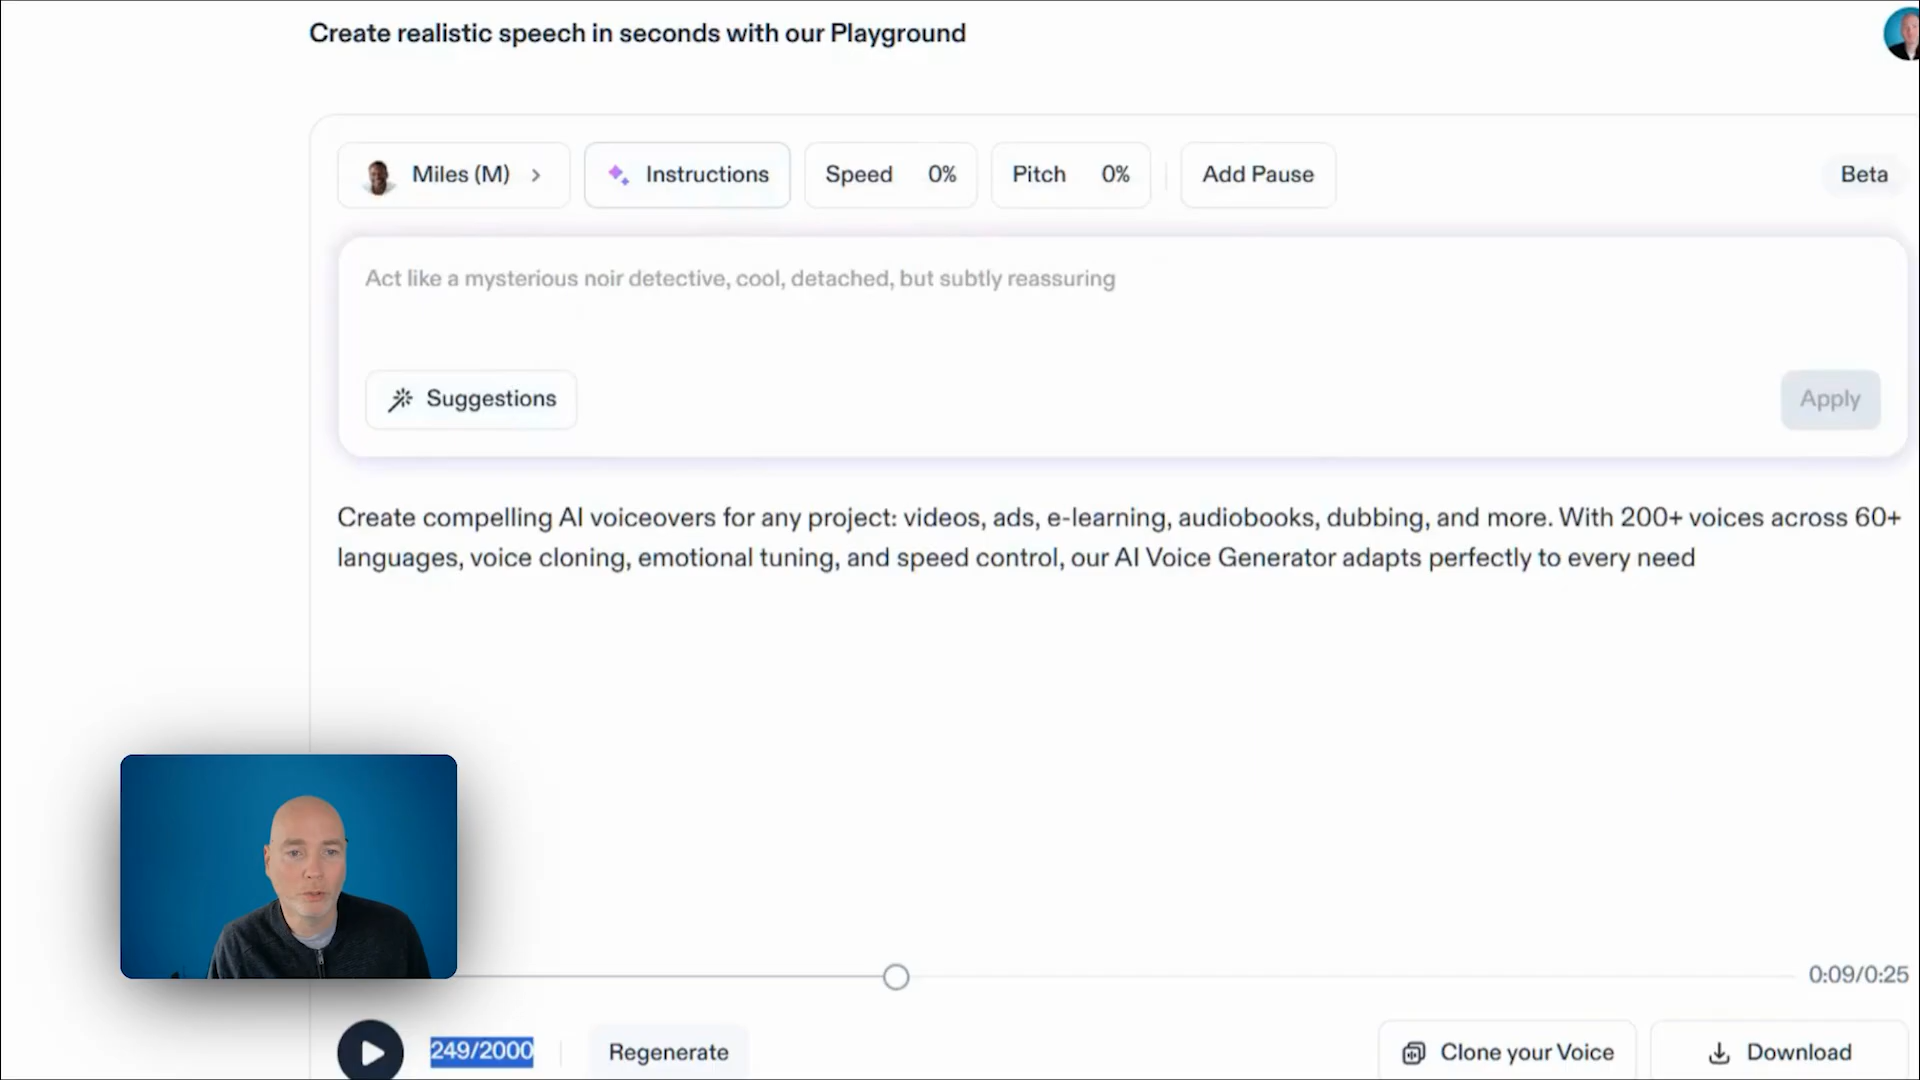 Create realistic speech in seconds with our Playground
Miles (M) Instructions Speed 0% Pitch 0% Add Pause Beta
Act like a mysterious noir detective, cool, detached, but subtly reassuring
Suggestions Apply
Create compelling AI voiceovers for any project: videos, ads, e-learning, audiobooks, dubbing, and more. With 200+ voices across 60+
languages, voice cloning, emotional tuning, and speed control, our AI Voice Generator adapts perfectly to every need
0:09/0:25
249/2000 Regenerate Clone your Voice Download